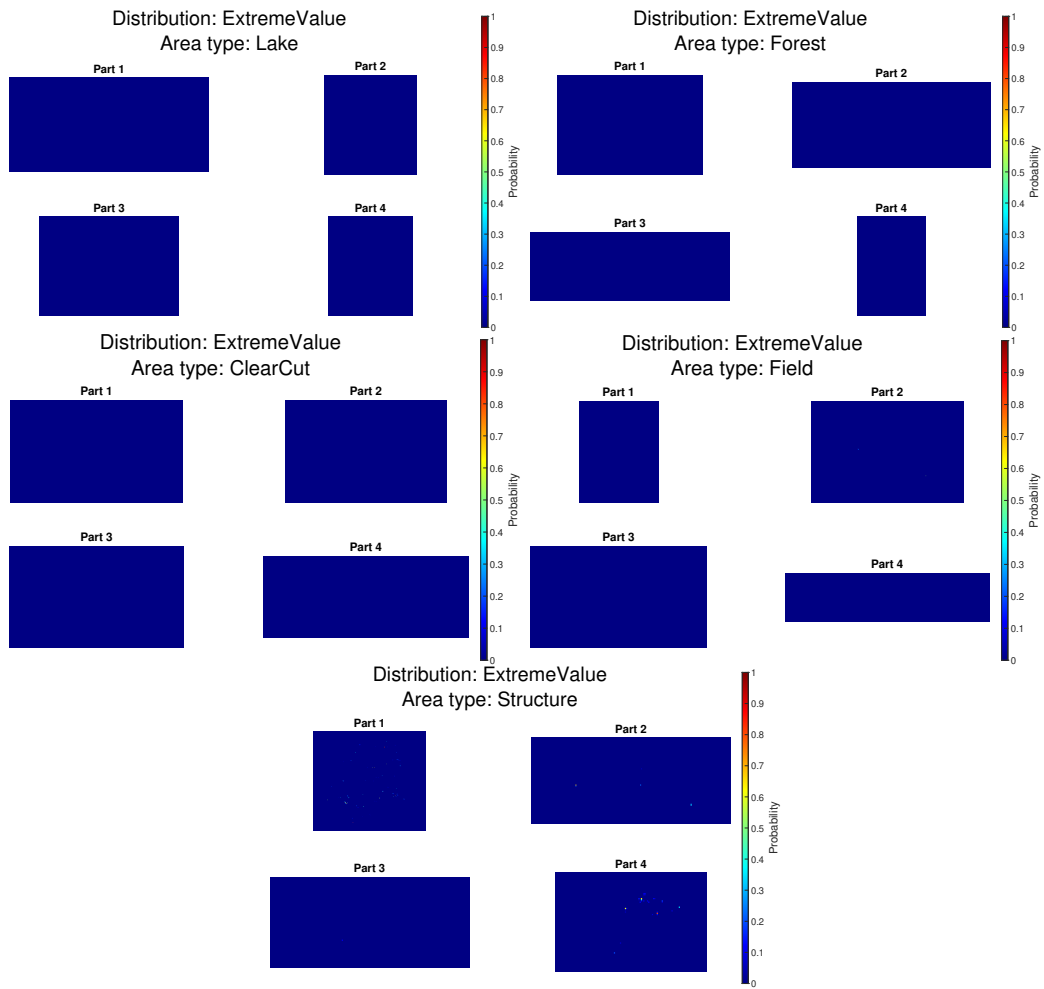 Distribution: ExtremeValue
Area type: Lake
Part 1
Part 2
Part 3
Part 4
1
0.9
0.8
0.7
0.6
0.5
0.4
0.3
0.2
0.1
0
Probability
Distribution: ExtremeValue
Area type: Forest
Part 1
Part 2
Part 3
Part 4
1
0.9
0.8
0.7
0.6
0.5
0.4
0.3
0.2
0.1
0
Probability
Distribution: ExtremeValue
Area type: ClearCut
Part 1
Part 2
Part 3
Part 4
1
0.9
0.8
0.7
0.6
0.5
0.4
0.3
0.2
0.1
0
Probability
Distribution: ExtremeValue
Area type: Field
Part 1
Part 2
Part 3
Part 4
1
0.9
0.8
0.7
0.6
0.5
0.4
0.3
0.2
0.1
0
Probability
Distribution: ExtremeValue
Area type: Structure
Part 1
Part 2
Part 3
Part 4
1
0.9
0.8
0.7
0.6
0.5
0.4
0.3
0.2
0.1
0
Probability